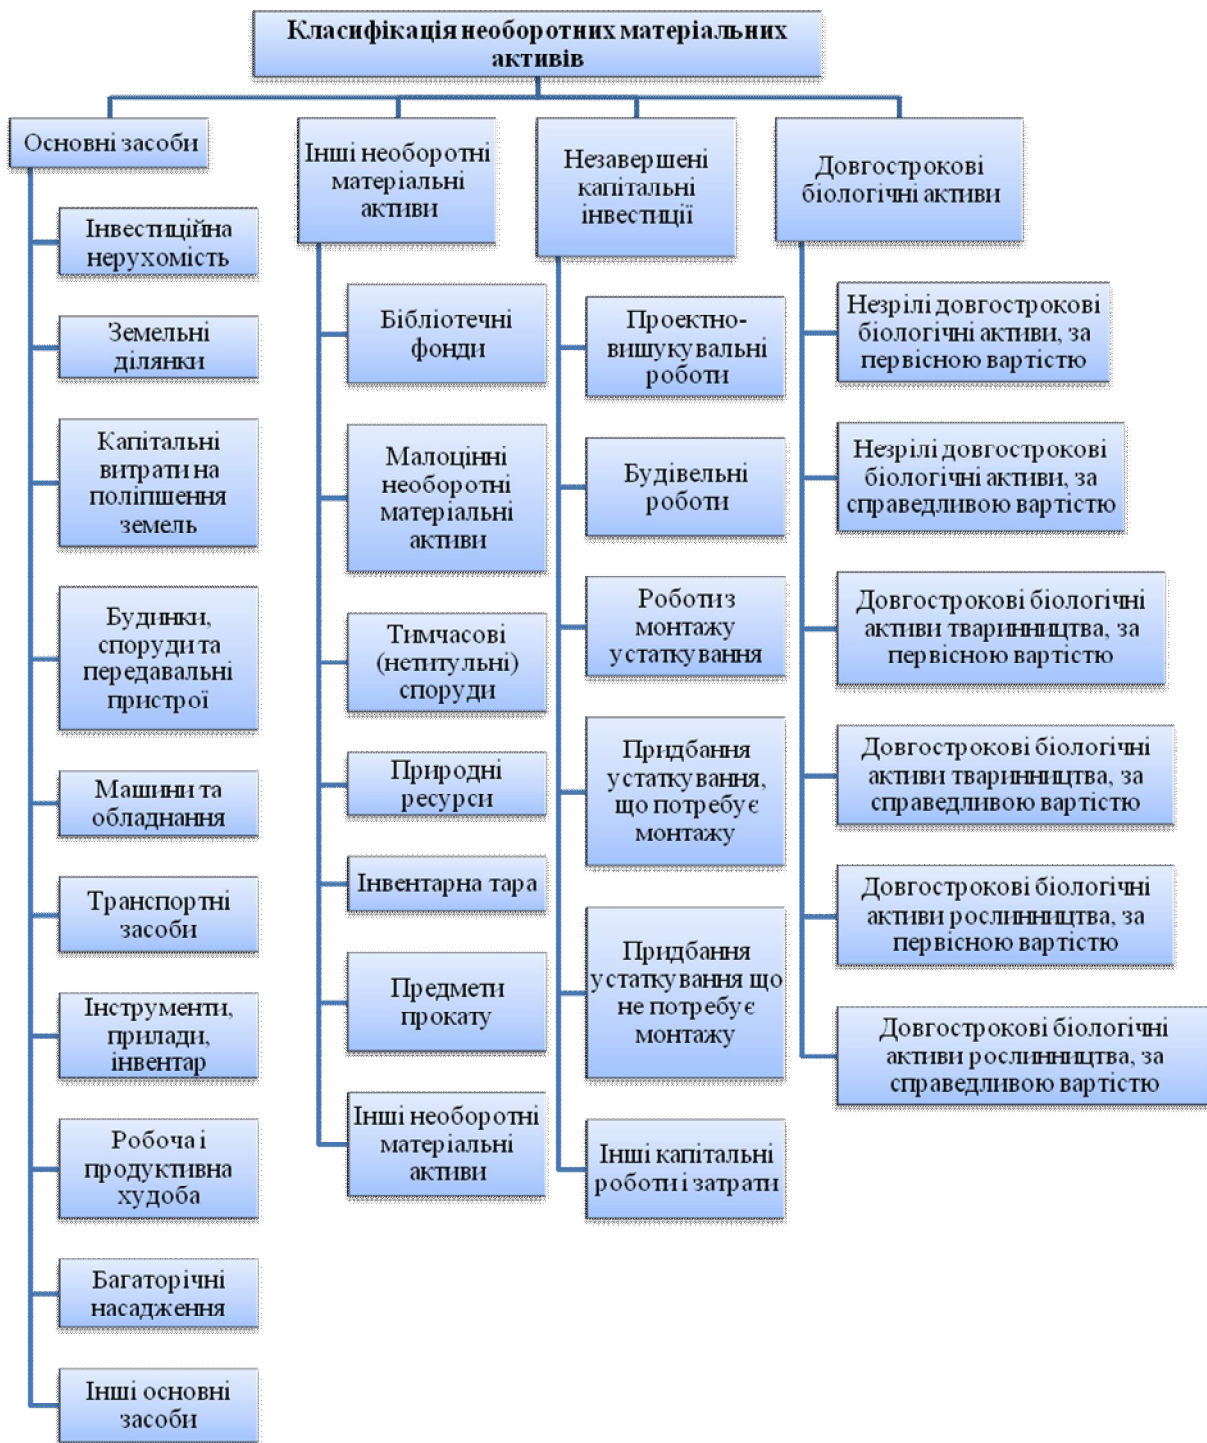 Класифікація необоротних матеріальних
активів
Основні засоби
Інвестиційна
нерухомість
Земельні
ділянки
Капітальні
витрати на
поліпшення
земель
Будинки,
споруди та
передавальні
пристрої
Машини та
обладнання
Транспортні
засоби
Інструменти,
прилади,
інвентар
Робоча і
продуктивна
худоба
Багаторічні
насадження
Інші основні
засоби
Інші необоротні
матеріальні
активи
Бібліотечні
фонди
Малоцінні
необоротні
матеріальні
активи
Тимчасові
(нетитульні)
споруди
Природні
ресурси
Інвентарна тара
Предмети
прокату
Інші необоротні
матеріальні
активи
Незавершені
капітальні
інвестиції
Проектно-
вишукувальні
роботи
Будівельні
роботи
Роботи з
монтажу
устаткування
Придбання
устаткування,
що потребує
монтажу
Придбання
устаткування що
не потребує
монтажу
Інші капітальні
роботи і затрати
Довгострокові
біологічні активи
Незрілі довгострокові
біологічні активи, за
первісною вартістю
Незрілі довгострокові
біологічні активи, за
справедливою вартістю
Довгострокові біологічні
активи тваринництва, за
первісною вартістю
Довгострокові біологічні
активи тваринництва, за
справедливою вартістю
Довгострокові біологічні
активи рослинництва, за
первісною вартістю
Довгострокові біологічні
активи рослинництва, за
справедливою вартістю